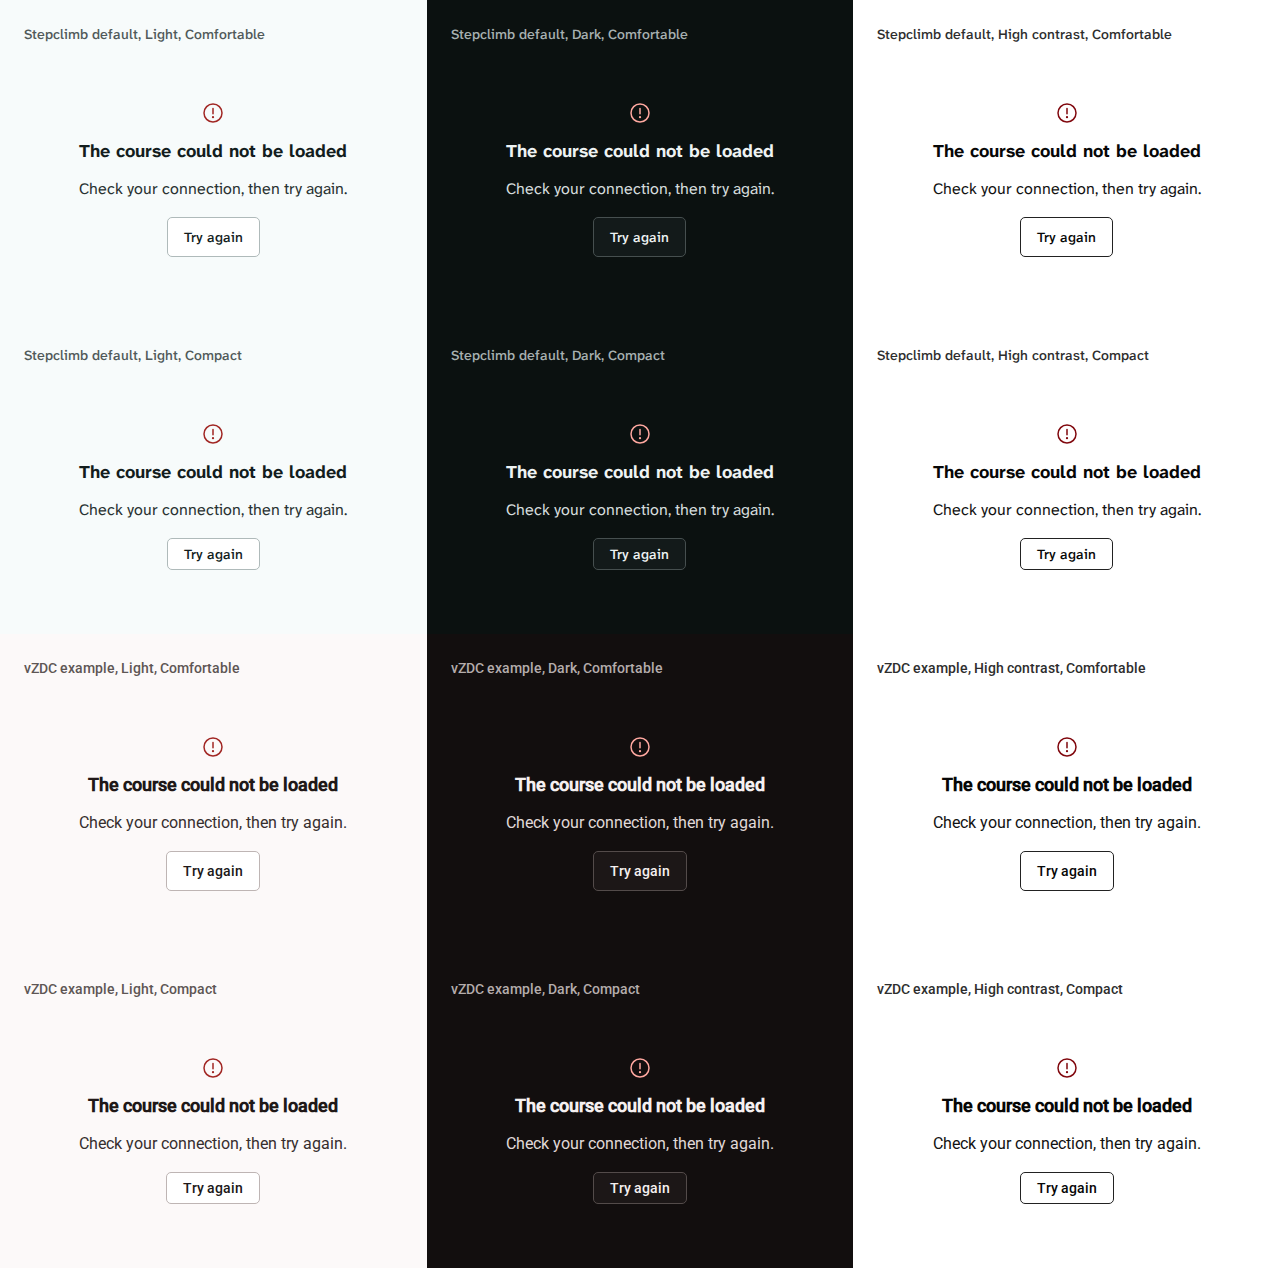 Stepclimb default, Light, Comfortable
The course could not be loaded
Check your connection, then try again.
Try again
Stepclimb default, Dark, Comfortable
The course could not be loaded
Check your connection, then try again.
Try again
Stepclimb default, High contrast, Comfortable
The course could not be loaded
Check your connection, then try again.
Try again
Stepclimb default, Light, Compact
The course could not be loaded
Check your connection, then try again.
Try again
Stepclimb default, Dark, Compact
The course could not be loaded
Check your connection, then try again.
Try again
Stepclimb default, High contrast, Compact
The course could not be loaded
Check your connection, then try again.
Try again
vZDC example, Light, Comfortable
The course could not be loaded
Check your connection, then try again.
Try again
vZDC example, Dark, Comfortable
The course could not be loaded
Check your connection, then try again.
Try again
vZDC example, High contrast, Comfortable
The course could not be loaded
Check your connection, then try again.
Try again
vZDC example, Light, Compact
The course could not be loaded
Check your connection, then try again.
Try again
vZDC example, Dark, Compact
The course could not be loaded
Check your connection, then try again.
Try again
vZDC example, High contrast, Compact
The course could not be loaded
Check your connection, then try again.
Try again